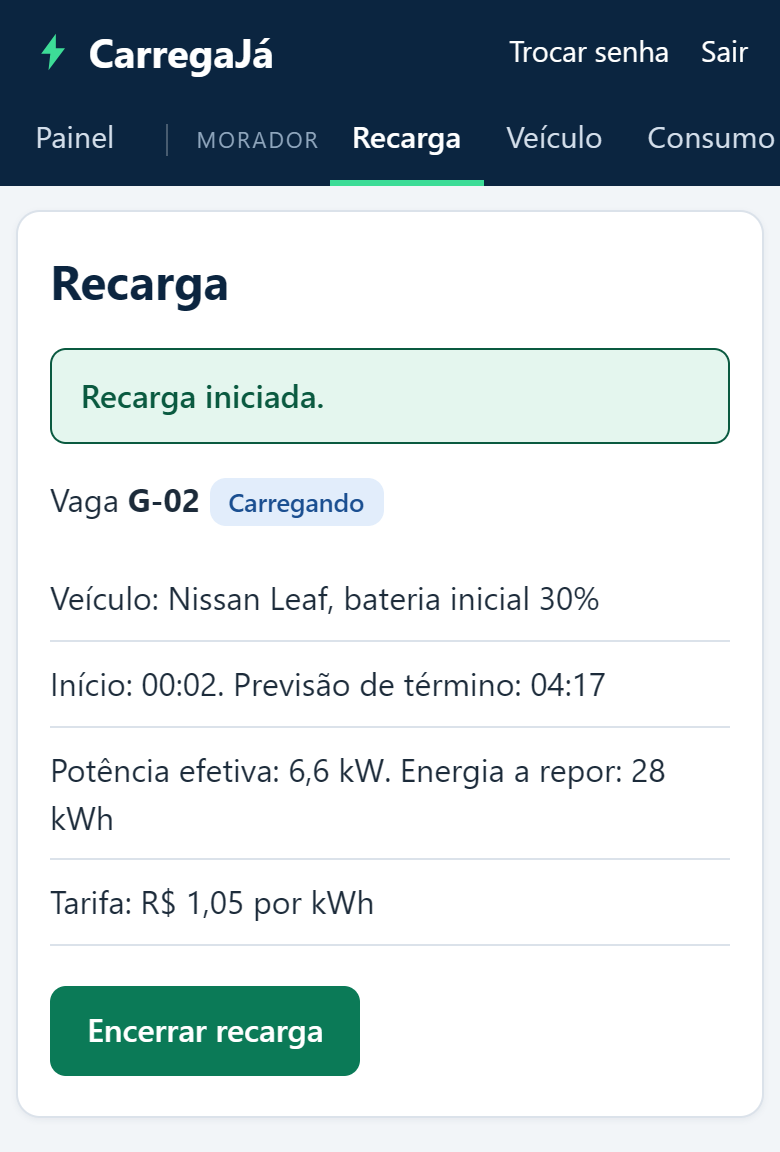 CarregaJá
Trocar senha Sair
Painel MORADOR Recarga Veículo Consumo
Recarga
Recarga iniciada.
Vaga G-02 Carregando
Veículo: Nissan Leaf, bateria inicial 30%
Início: 00:02. Previsão de término: 04:17
Potência efetiva: 6,6 kW. Energia a repor: 28
kWh
Tarifa: R$ 1,05 por kWh
Encerrar recarga